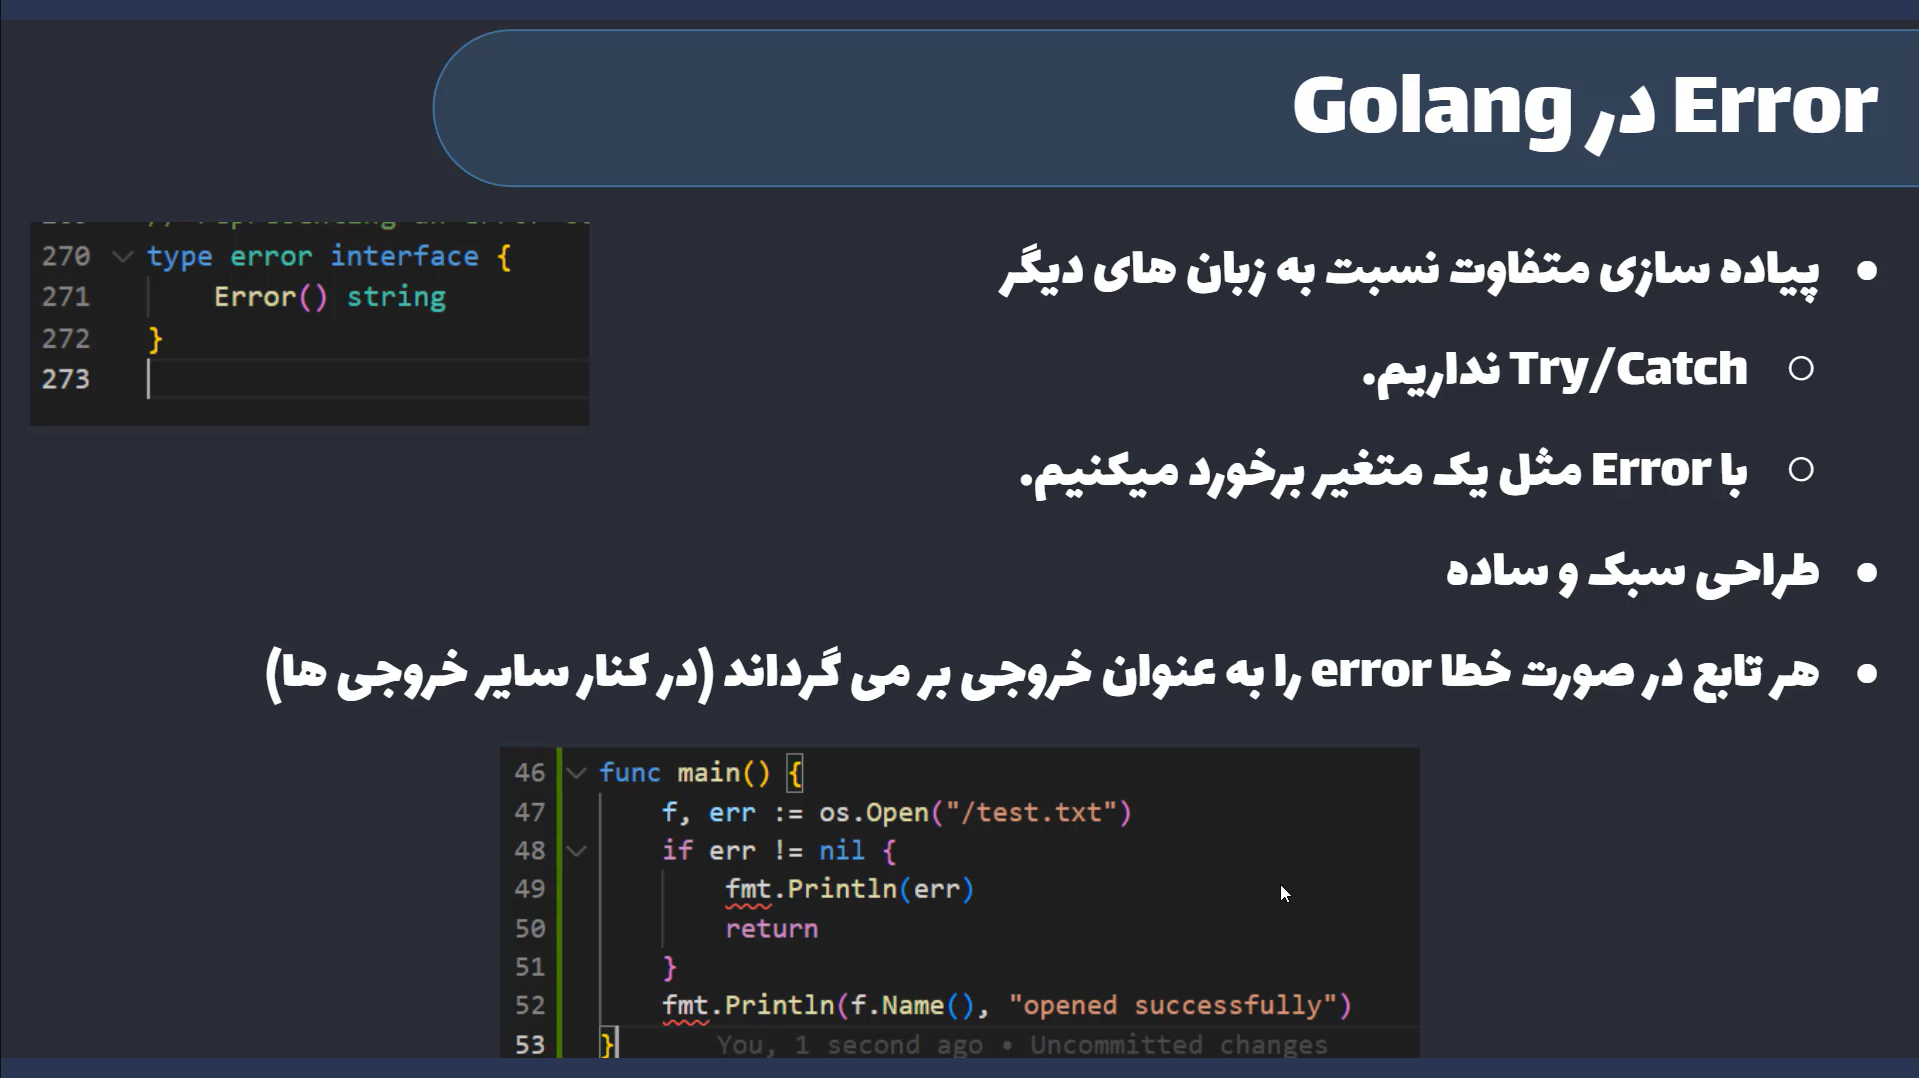 Error در Golang
270 type error interface {
271 Error() string
272 }
273
پیاده سازی متفاوت نسبت به زبان های دیگر
Try/Catch نداریم.
با Error مثل یک متغیر برخورد میکنیم.
طراحی سبک و ساده
هر تابع در صورت خطا error را به عنوان خروجی بر می گرداند (در کنار سایر خروجی ها)
46 func main() {
47 f, err := os.Open("/test.txt")
48 if err != nil {
49 fmt.Println(err)
50 return
51 }
52 fmt.Println(f.Name(), "opened successfully")
53 } You, 1 second ago • Uncommitted changes